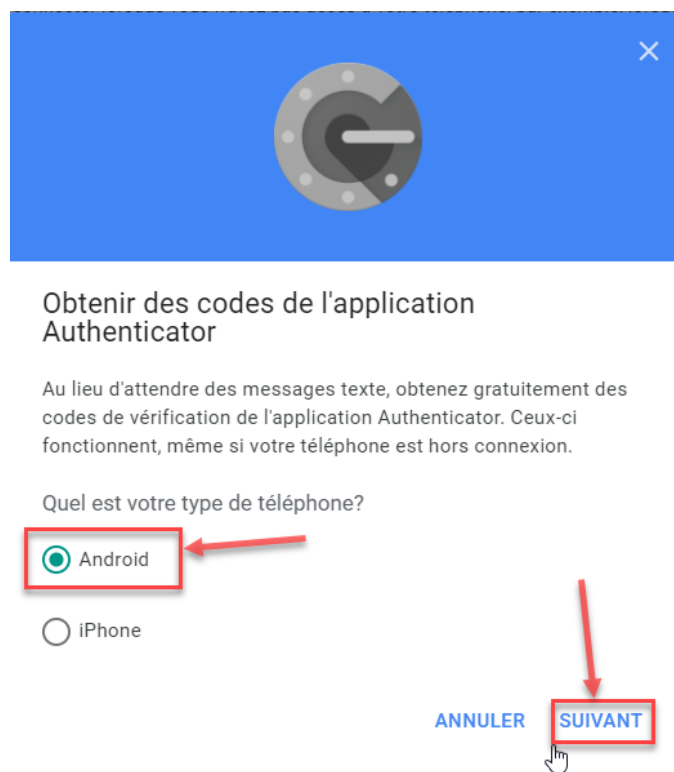 Obtenir des codes de l'application
Authenticator
Au lieu d'attendre des messages texte, obtenez gratuitement des
codes de vérification de l'application Authenticator. Ceux-ci
fonctionnent, même si votre téléphone est hors connexion.
Quel est votre type de téléphone?
Android
iPhone
ANNULER SUIVANT